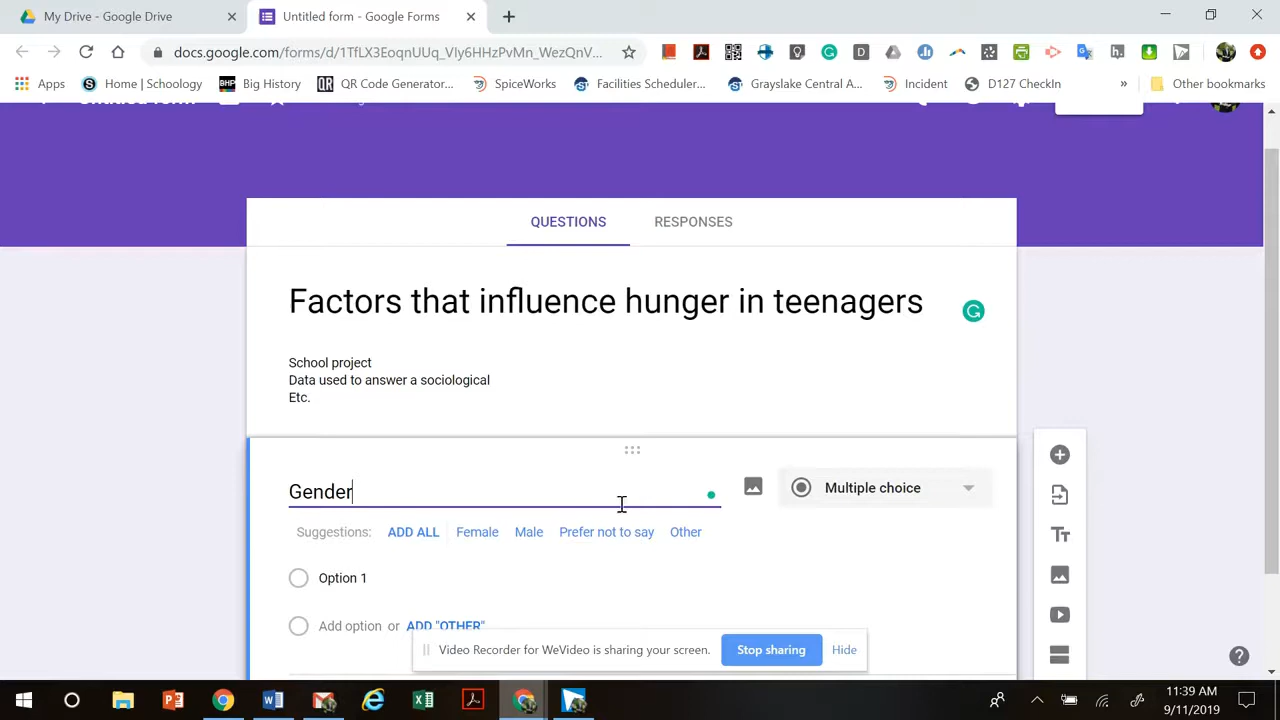 My Drive - Google Drive
Untitled form - Google Forms
docs.google.com/forms/d/1TfLX3EoqnUUq_VIy6HHzPvMn_WezQnV...
Apps
Home | Schoology
BHP
Big History
QR Code Generator...
SpiceWorks
Facilities Scheduler...
Grayslake Central A...
Incident
D127 CheckIn
»
Other bookmarks
QUESTIONS
RESPONSES
Factors that influence hunger in teenagers
School project
Data used to answer a sociological
Etc.
Gender
Multiple choice
Suggestions: ADD ALL Female Male Prefer not to say Other
Option 1
Add option or ADD "OTHER"
Video Recorder for WeVideo is sharing your screen.
Stop sharing
Hide
11:39 AM
9/11/2019